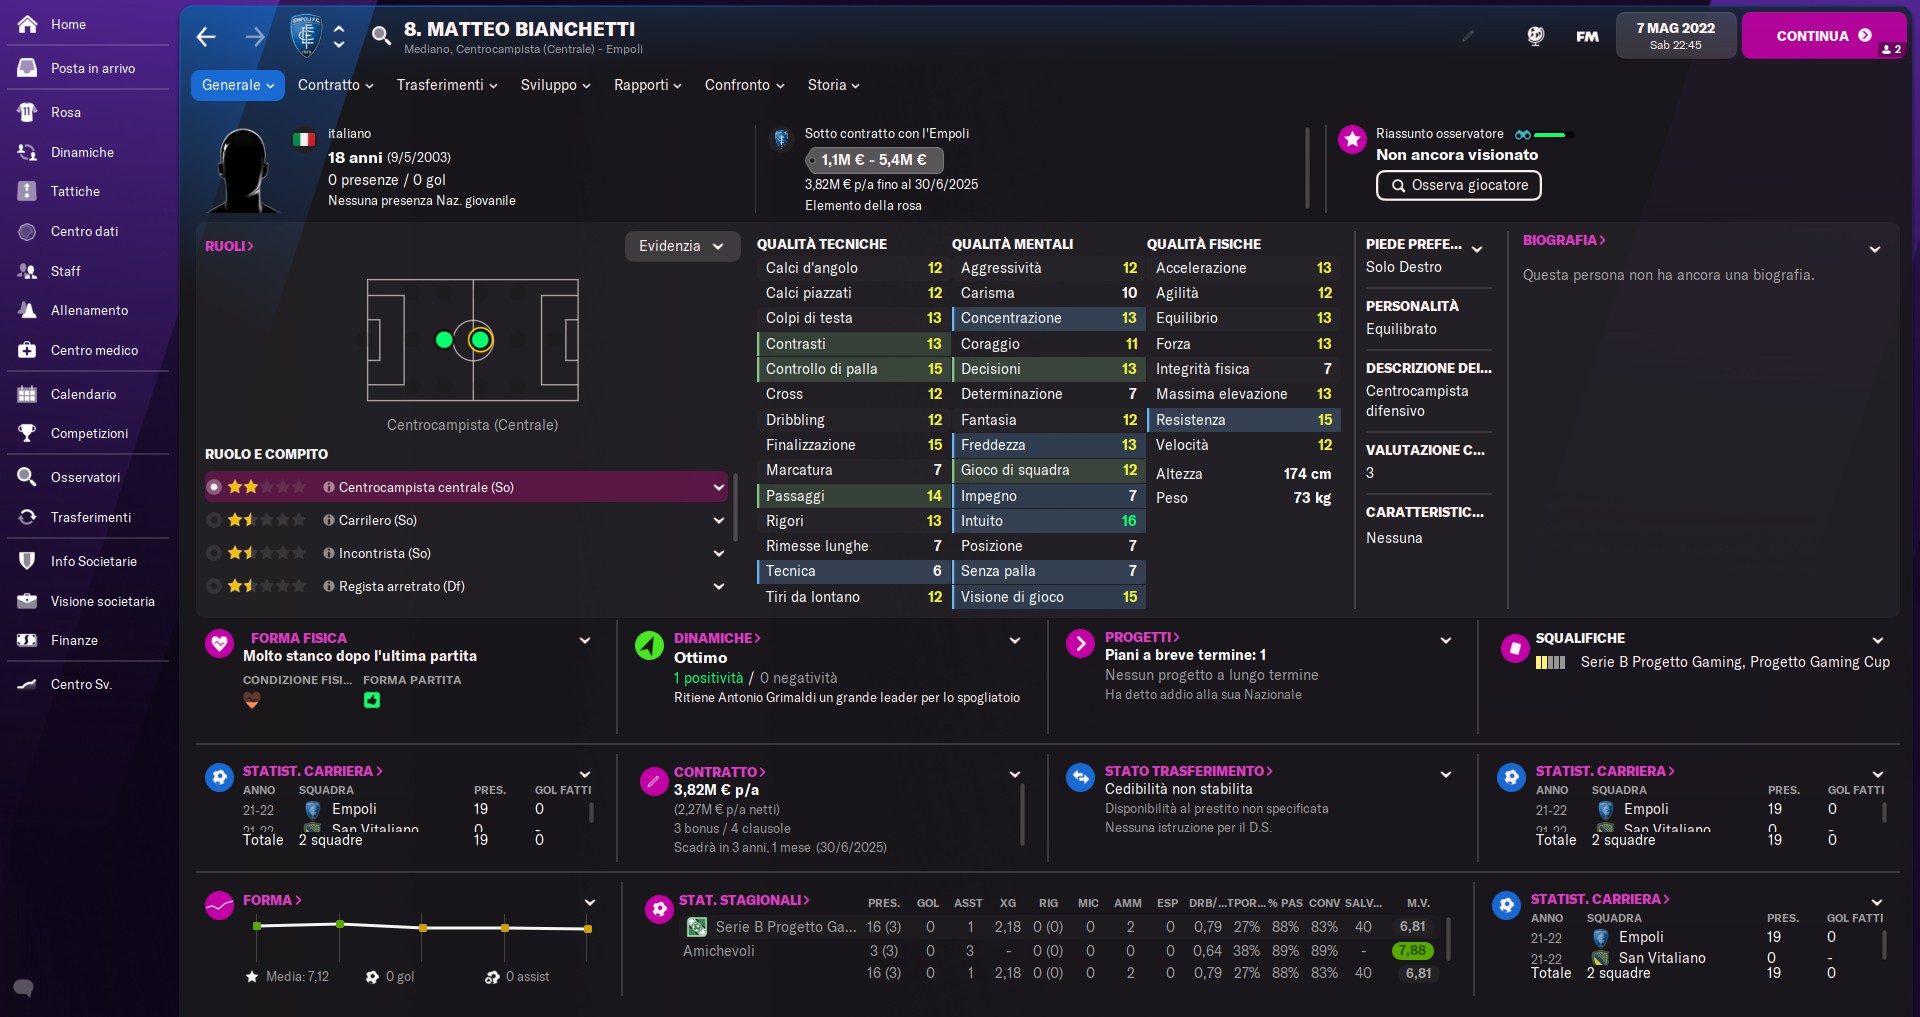 Home
Posta in arrivo
Rosa
Dinamiche
Tattiche
Centro dati
Staff
Allenamento
Centro medico
Calendario
Competizioni
Osservatori
Trasferimenti
Info Societarie
Visione societaria
Finanze
Centro Sv.
8. MATTEO BIANCHETTI
Mediano, Centrocampista (Centrale) - Empoli
FM
7 MAG 2022
Sab 22:45
CONTINUA
2
Generale
Contratto
Trasferimenti
Sviluppo
Rapporti
Confronto
Storia
italiano
18 anni (9/5/2003)
0 presenze / 0 gol
Nessuna presenza Naz. giovanile
Sotto contratto con l'Empoli
1,1M € - 5,4M €
3,82M € p/a fino al 30/6/2025
Elemento della rosa
Riassunto osservatore
Non ancora visionato
Osserva giocatore
RUOLI
Evidenzia
Centrocampista (Centrale)
RUOLO E COMPITO
Centrocampista centrale (So)
Carrilero (So)
Incontrista (So)
Regista arretrato (Df)
QUALITÀ TECNICHE
Calci d'angolo 12
Calci piazzati 12
Colpi di testa 13
Contrasti 13
Controllo di palla 15
Cross 12
Dribbling 12
Finalizzazione 15
Marcatura 7
Passaggi 14
Rigori 13
Rimesse lunghe 7
Tecnica 6
Tiri da lontano 12
QUALITÀ MENTALI
Aggressività 12
Carisma 10
Concentrazione 13
Coraggio 11
Decisioni 13
Determinazione 7
Fantasia 12
Freddezza 13
Gioco di squadra 12
Impegno 7
Intuito 16
Posizione 7
Senza palla 7
Visione di gioco 15
QUALITÀ FISICHE
Accelerazione 13
Agilità 12
Equilibrio 13
Forza 13
Integrità fisica 7
Massima elevazione 13
Resistenza 15
Velocità 12
Altezza 174 cm
Peso 73 kg
PIEDE PREFE...
Solo Destro
PERSONALITÀ
Equilibrato
DESCRIZIONE DEI...
Centrocampista
difensivo
VALUTAZIONE C...
3
CARATTERISTIC...
Nessuna
BIOGRAFIA
Questa persona non ha ancora una biografia.
FORMA FISICA
Molto stanco dopo l'ultima partita
CONDIZIONE FISI... FORMA PARTITA
DINAMICHE
Ottimo
1 positività / 0 negatività
Ritiene Antonio Grimaldi un grande leader per lo spogliatoio
PROGETTI
Piani a breve termine: 1
Nessun progetto a lungo termine
Ha detto addio alla sua Nazionale
SQUALIFICHE
Serie B Progetto Gaming, Progetto Gaming Cup
STATIST. CARRIERA
ANNO SQUADRA PRES. GOL FATTI
21-22 Empoli 19 0
21-22 San Vitaliano 0 -
Totale 2 squadre 19 0
CONTRATTO
3,82M € p/a
(2,27M € p/a netti)
3 bonus / 4 clausole
Scadrà in 3 anni, 1 mese (30/6/2025)
STATO TRASFERIMENTO
Cedibilità non stabilita
Disponibilità al prestito non specificata
Nessuna istruzione per il D.S.
STATIST. CARRIERA
ANNO SQUADRA PRES. GOL FATTI
21-22 Empoli 19 0
21-22 San Vitaliano 0 -
Totale 2 squadre 19 0
FORMA
Media: 7,12 0 gol 0 assist
STAT. STAGIONALI PRES. GOL ASST XG RIG MIC AMM ESP DRB/... TPOR... % PAS CONV SALV... M.V.
Serie B Progetto Ga... 16 (3) 0 1 2,18 0 (0) 0 2 0 0,79 27% 88% 83% 40 6,81
Amichevoli 3 (3) 0 3 - 0 (0) 0 0 0 0,64 38% 89% 89% - 7,88
16 (3) 0 1 2,18 0 (0) 0 2 0 0,79 27% 88% 83% 40 6,81
STATIST. CARRIERA
ANNO SQUADRA PRES. GOL FATTI
21-22 Empoli 19 0
21-22 San Vitaliano 0 -
Totale 2 squadre 19 0